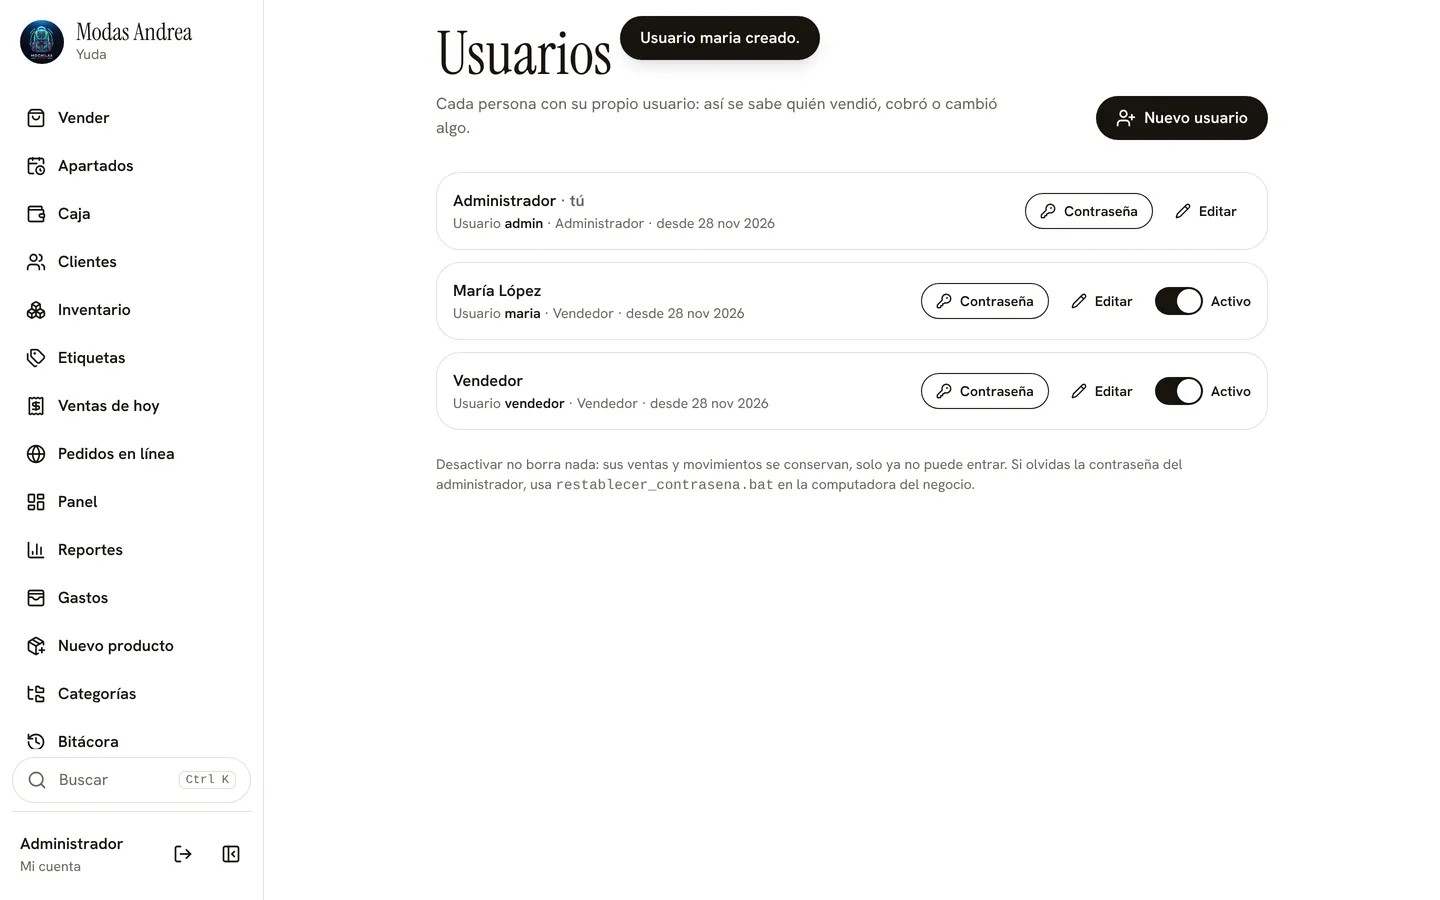 Modas Andrea
Yuda
Vender
Apartados
Caja
Clientes
Inventario
Etiquetas
Ventas de hoy
Pedidos en línea
Panel
Reportes
Gastos
Nuevo producto
Categorías
Bitácora
Buscar Ctrl K
Administrador
Mi cuenta
Usuarios
Usuario maria creado.
Cada persona con su propio usuario: así se sabe quién vendió, cobró o cambió
algo.
Nuevo usuario
Administrador · tú
Usuario admin · Administrador · desde 28 nov 2026
Contraseña Editar
María López
Usuario maria · Vendedor · desde 28 nov 2026
Contraseña Editar Activo
Vendedor
Usuario vendedor · Vendedor · desde 28 nov 2026
Contraseña Editar Activo
Desactivar no borra nada: sus ventas y movimientos se conservan, solo ya no puede entrar. Si olvidas la contraseña del
administrador, usa restablecer_contrasena.bat en la computadora del negocio.